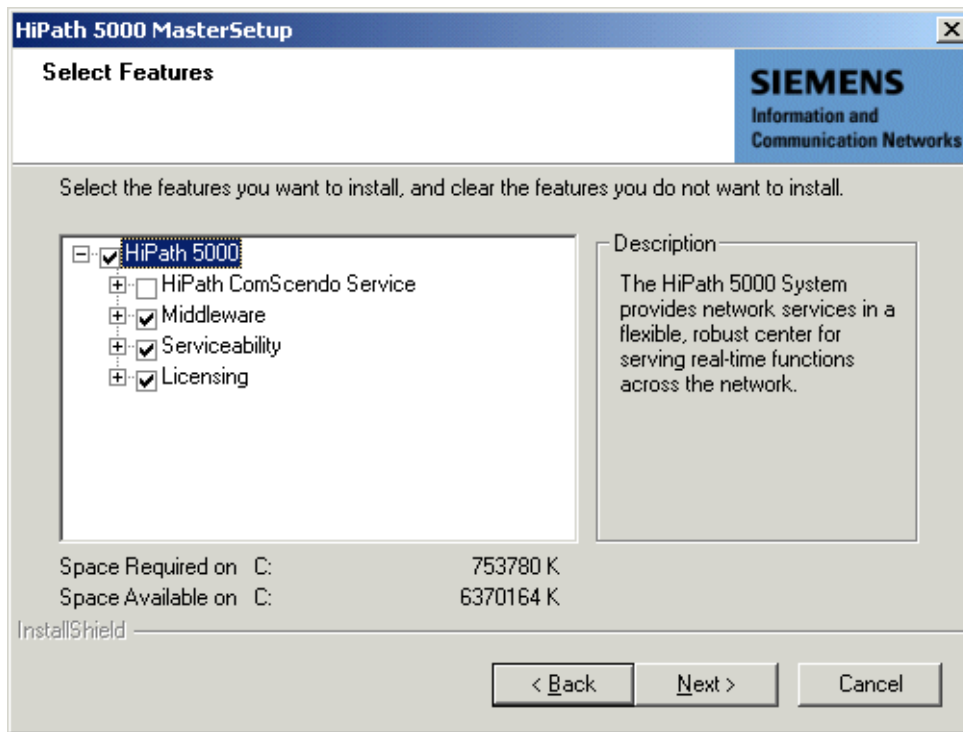 HiPath 5000 MasterSetup
Select Features
SIEMENS
Information and
Communication Networks
Select the features you want to install, and clear the features you do not want to install.
HiPath 5000
HiPath ComScendo Service
Middleware
Serviceability
Licensing
Description
The HiPath 5000 System
provides network services in a
flexible, robust center for
serving real-time functions
across the network.
Space Required on C: 753780 K
Space Available on C: 6370164 K
InstallShield
< Back Next > Cancel